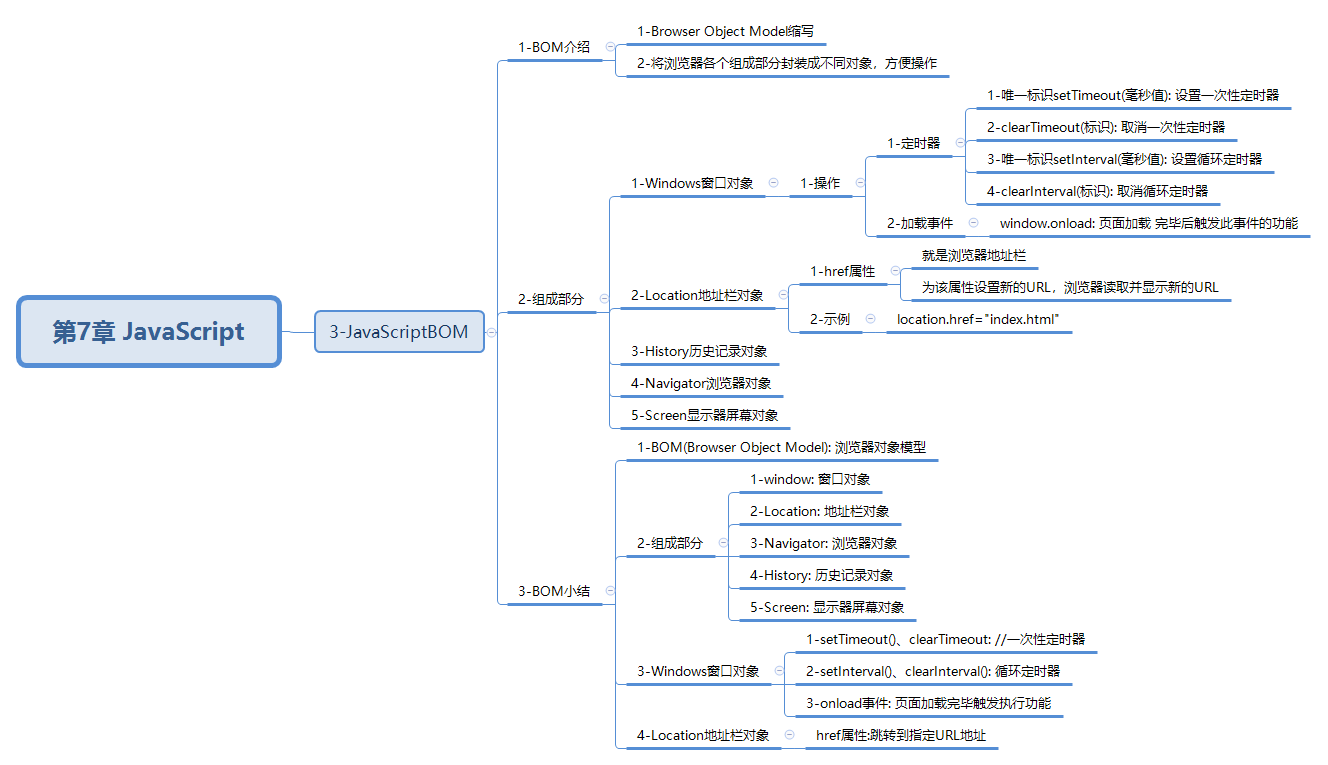 第7章 JavaScript
3-JavaScriptBOM
1-BOM介绍
1-Browser Object Model缩写
2-将浏览器各个组成部分封装成不同对象，方便操作
2-组成部分
1-Windows窗口对象
1-操作
1-定时器
1-唯一标识setTimeout(毫秒值): 设置一次性定时器
2-clearTimeout(标识): 取消一次性定时器
3-唯一标识setInterval(毫秒值): 设置循环定时器
4-clearInterval(标识): 取消循环定时器
2-加载事件
window.onload: 页面加载 完毕后触发此事件的功能
2-Location地址栏对象
1-href属性
就是浏览器地址栏
为该属性设置新的URL，浏览器读取并显示新的URL
2-示例
location.href="index.html"
3-History历史记录对象
4-Navigator浏览器对象
5-Screen显示器屏幕对象
3-BOM小结
1-BOM(Browser Object Model): 浏览器对象模型
2-组成部分
1-window: 窗口对象
2-Location: 地址栏对象
3-Navigator: 浏览器对象
4-History: 历史记录对象
5-Screen: 显示器屏幕对象
3-Windows窗口对象
1-setTimeout()、clearTimeout: //一次性定时器
2-setInterval()、clearInterval(): 循环定时器
3-onload事件: 页面加载完毕触发执行功能
4-Location地址栏对象
href属性:跳转到指定URL地址